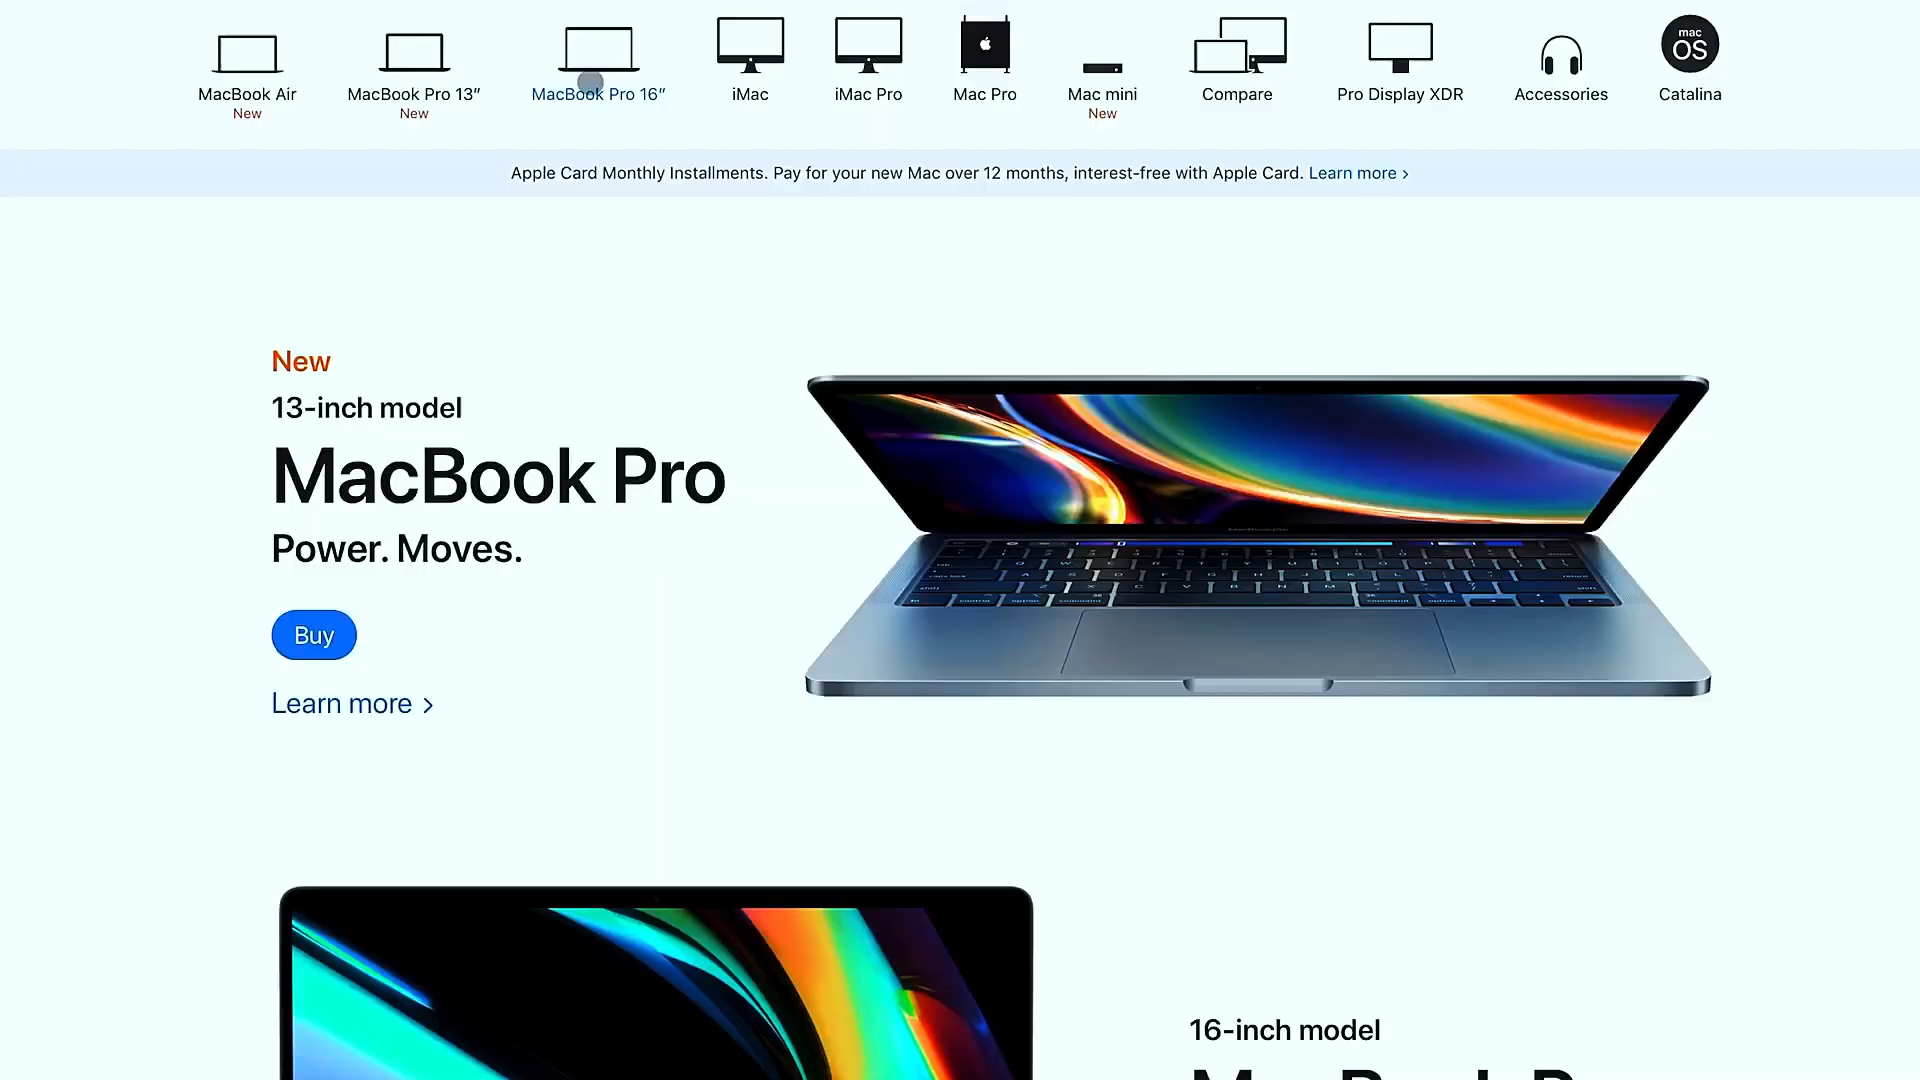 MacBook Air
New
MacBook Pro 13″
New
MacBook Pro 16″
iMac
iMac Pro
Mac Pro
Mac mini
New
Compare
Pro Display XDR
Accessories
mac
OS
Catalina
Apple Card Monthly Installments. Pay for your new Mac over 12 months, interest-free with Apple Card. Learn more ›
New
13-inch model
MacBook Pro
Power. Moves.
Buy
Learn more ›
16-inch model